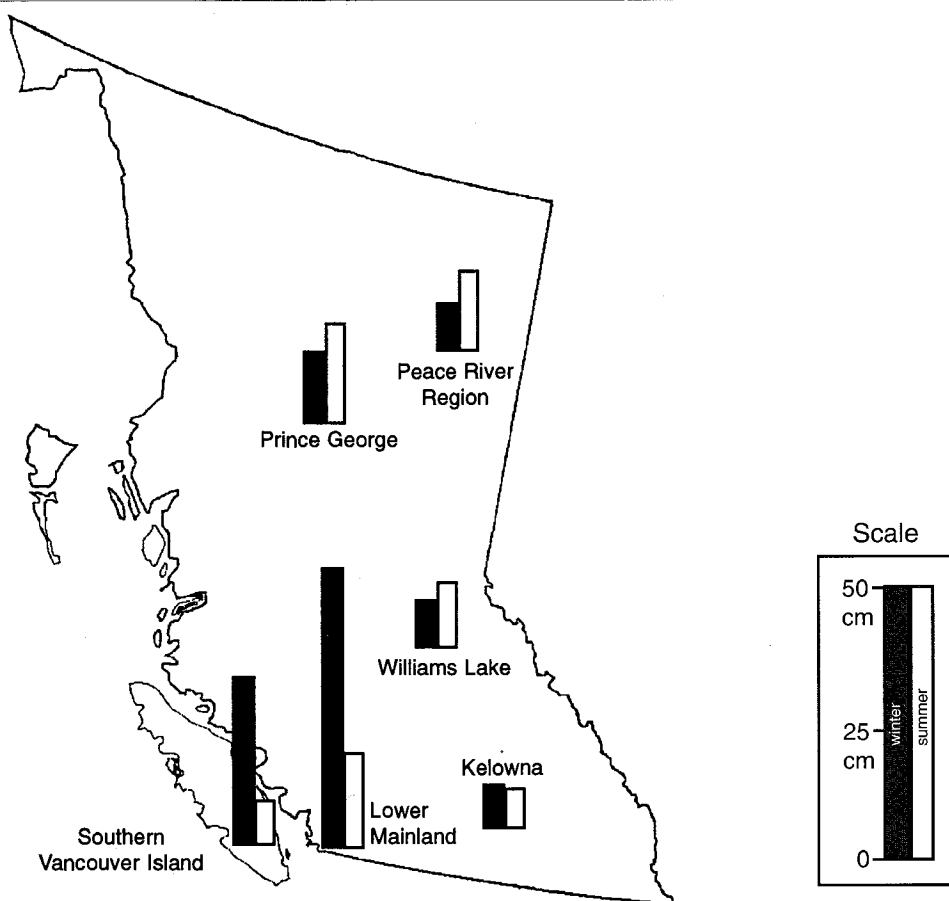 Peace River
Region
Prince George
Scale
50
cm
winter
summer
25
cm
0
Williams Lake
Kelowna
Lower
Mainland
Southern
Vancouver Island